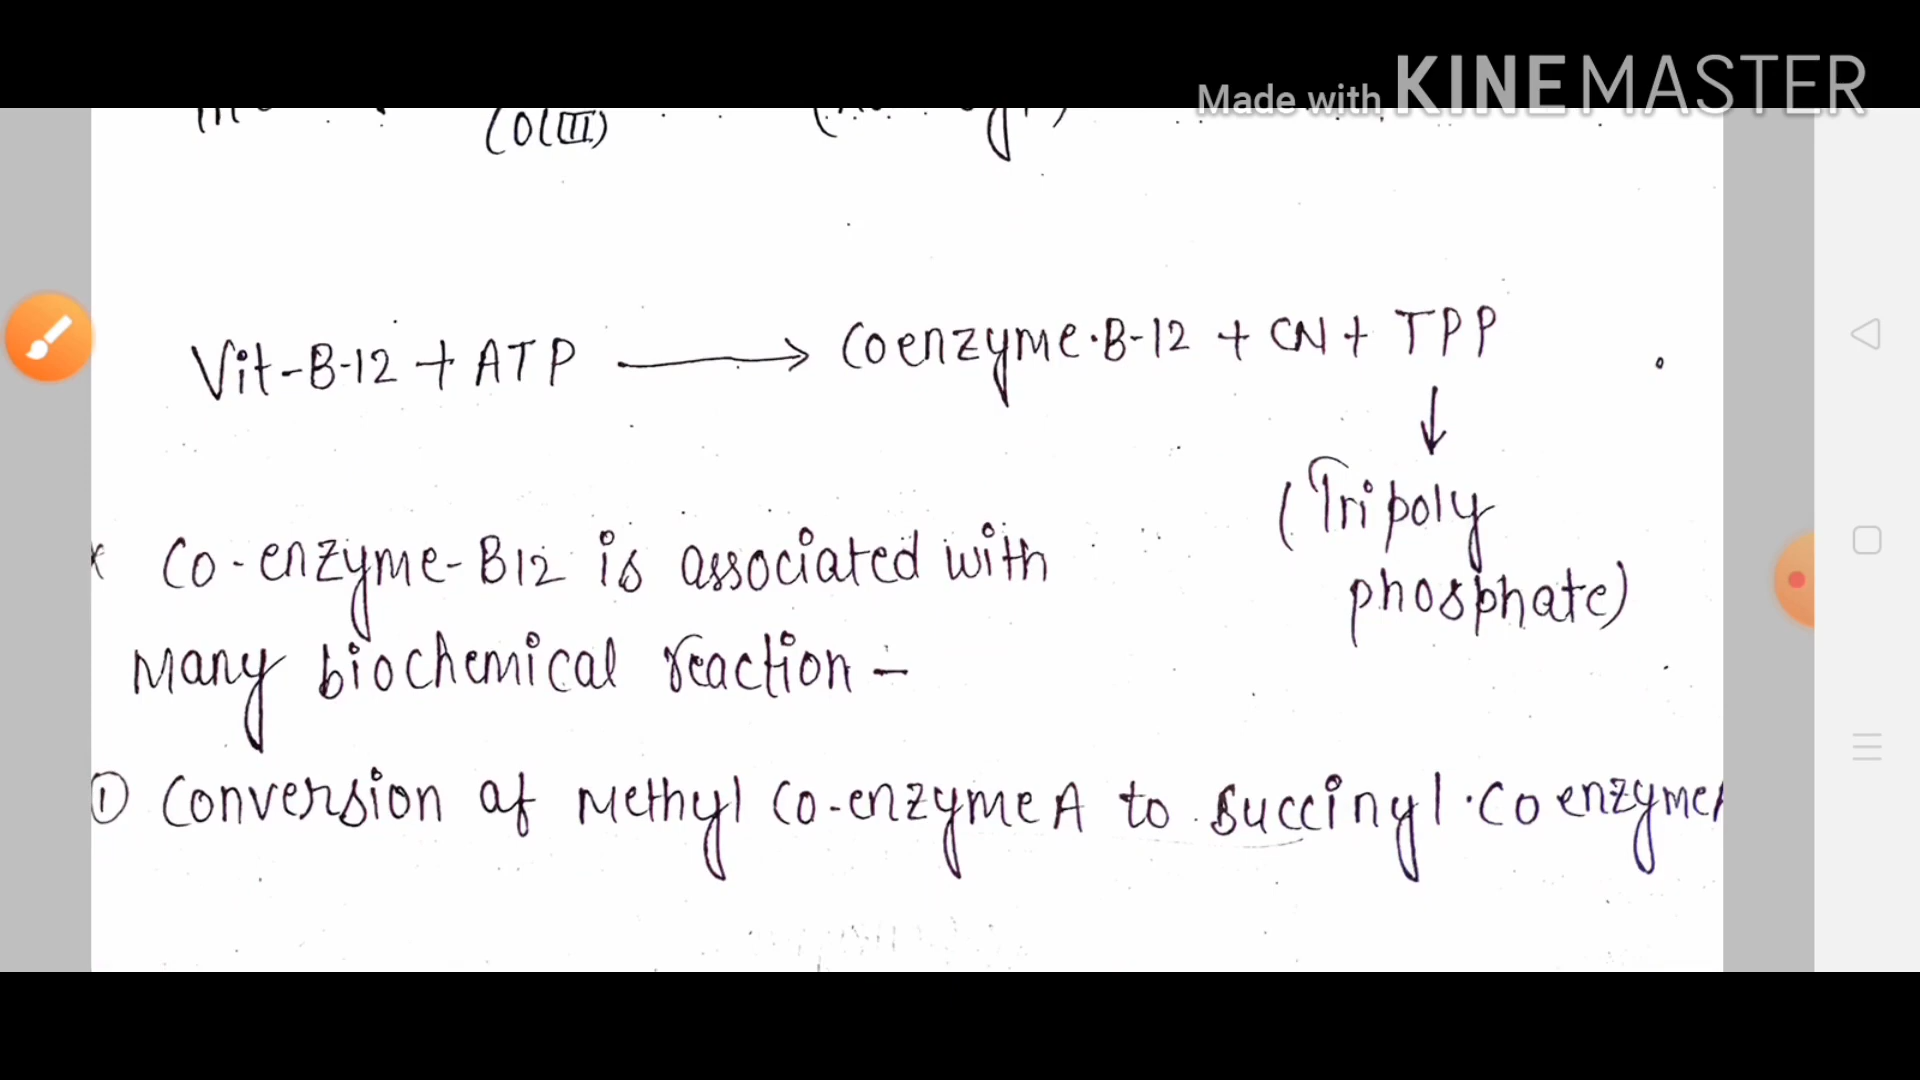 Made with KINEMASTER
CO(III)
Vit-B-12 + ATP ⟶ Coenzyme·B-12 + CN + TPP
↓
(Tripoly
phosphate)
Co-enzyme-B12 is associated with
Many biochemical reaction –
① Conversion of Methyl Co-enzyme A to Succinyl·Coenzyme A